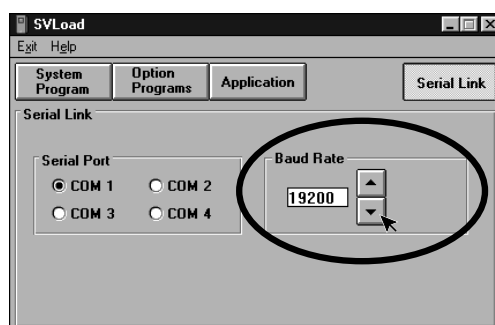 SVLoad
Exit Help
System Program
Option Programs
Application
Serial Link
Serial Link
Serial Port
COM 1
COM 2
COM 3
COM 4
Baud Rate
19200